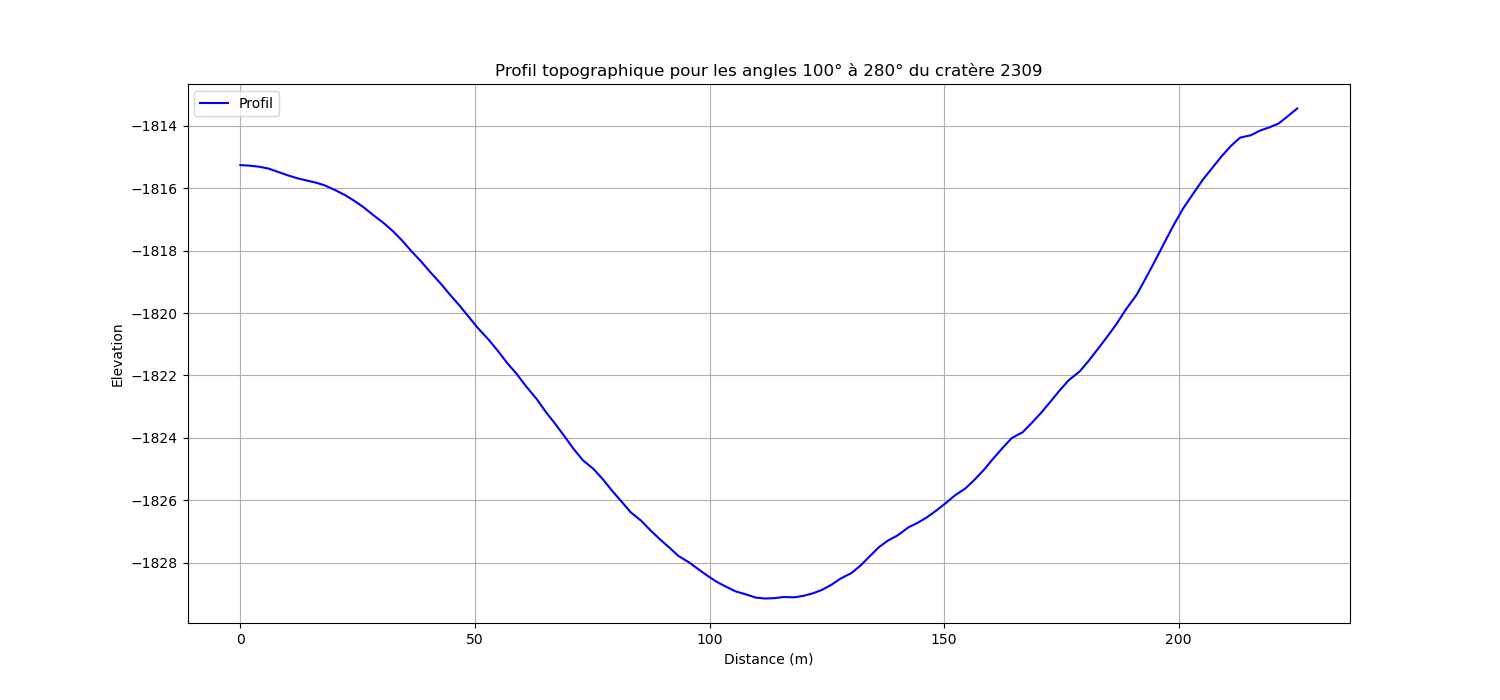 Profil topographique pour les angles 100° à 280° du cratère 2309
Profil
−1814
−1816
−1818
−1820
−1822
−1824
−1826
−1828
Elevation
0 50 100 150 200
Distance (m)